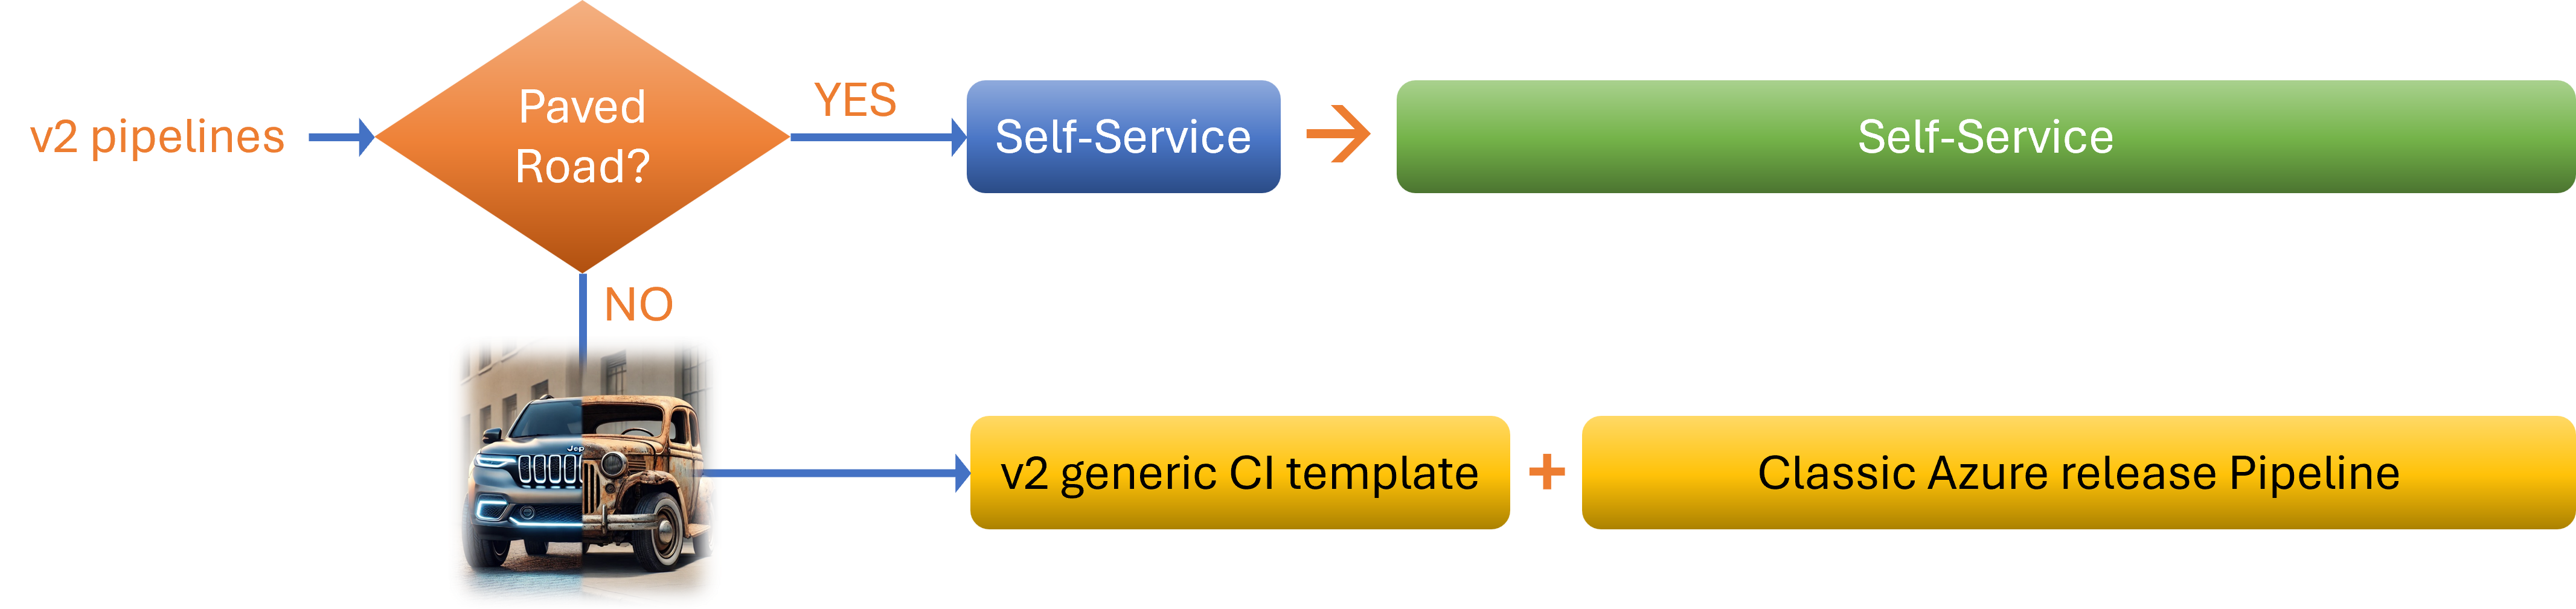 v2 pipelines
Paved
Road?
YES
Self-Service
Self-Service
NO
Jeep
v2 generic CI template
+
Classic Azure release Pipeline